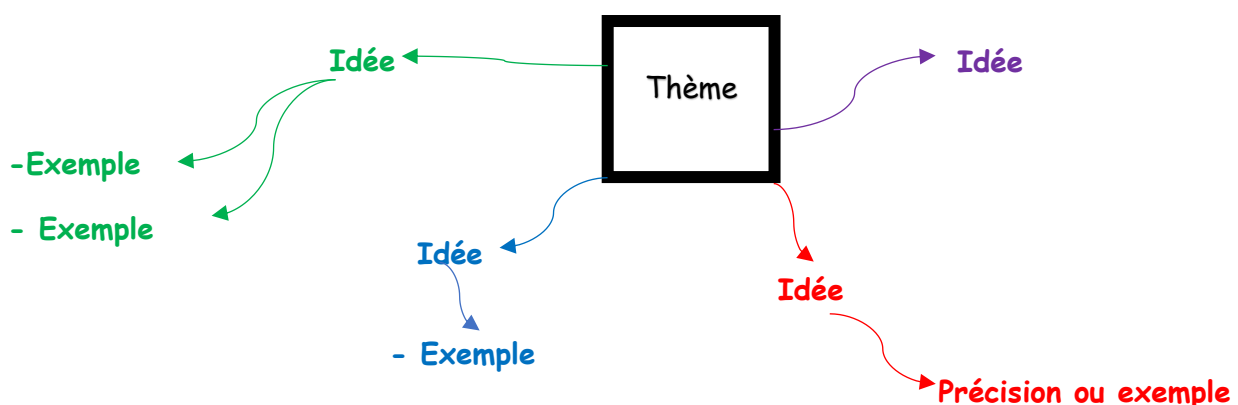 Idée
Thème
Idée
-Exemple
- Exemple
Idée
Idée
- Exemple
Précision ou exemple